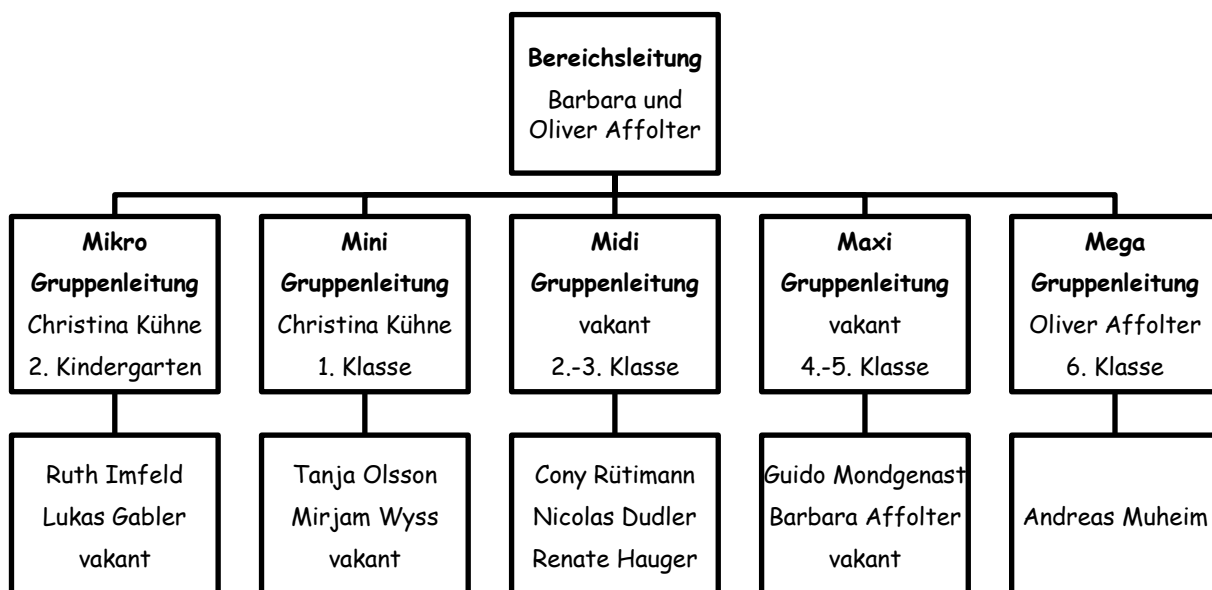 Bereichsleitung
Barbara und
Oliver Affolter
Mikro
Gruppenleitung
Christina Kühne
2. Kindergarten
Mini
Gruppenleitung
Christina Kühne
1. Klasse
Midi
Gruppenleitung
vakant
2.-3. Klasse
Maxi
Gruppenleitung
vakant
4.-5. Klasse
Mega
Gruppenleitung
Oliver Affolter
6. Klasse
Ruth Imfeld
Lukas Gabler
vakant
Tanja Olsson
Mirjam Wyss
vakant
Cony Rütimann
Nicolas Dudler
Renate Hauger
Guido Mondgenast
Barbara Affolter
vakant
Andreas Muheim